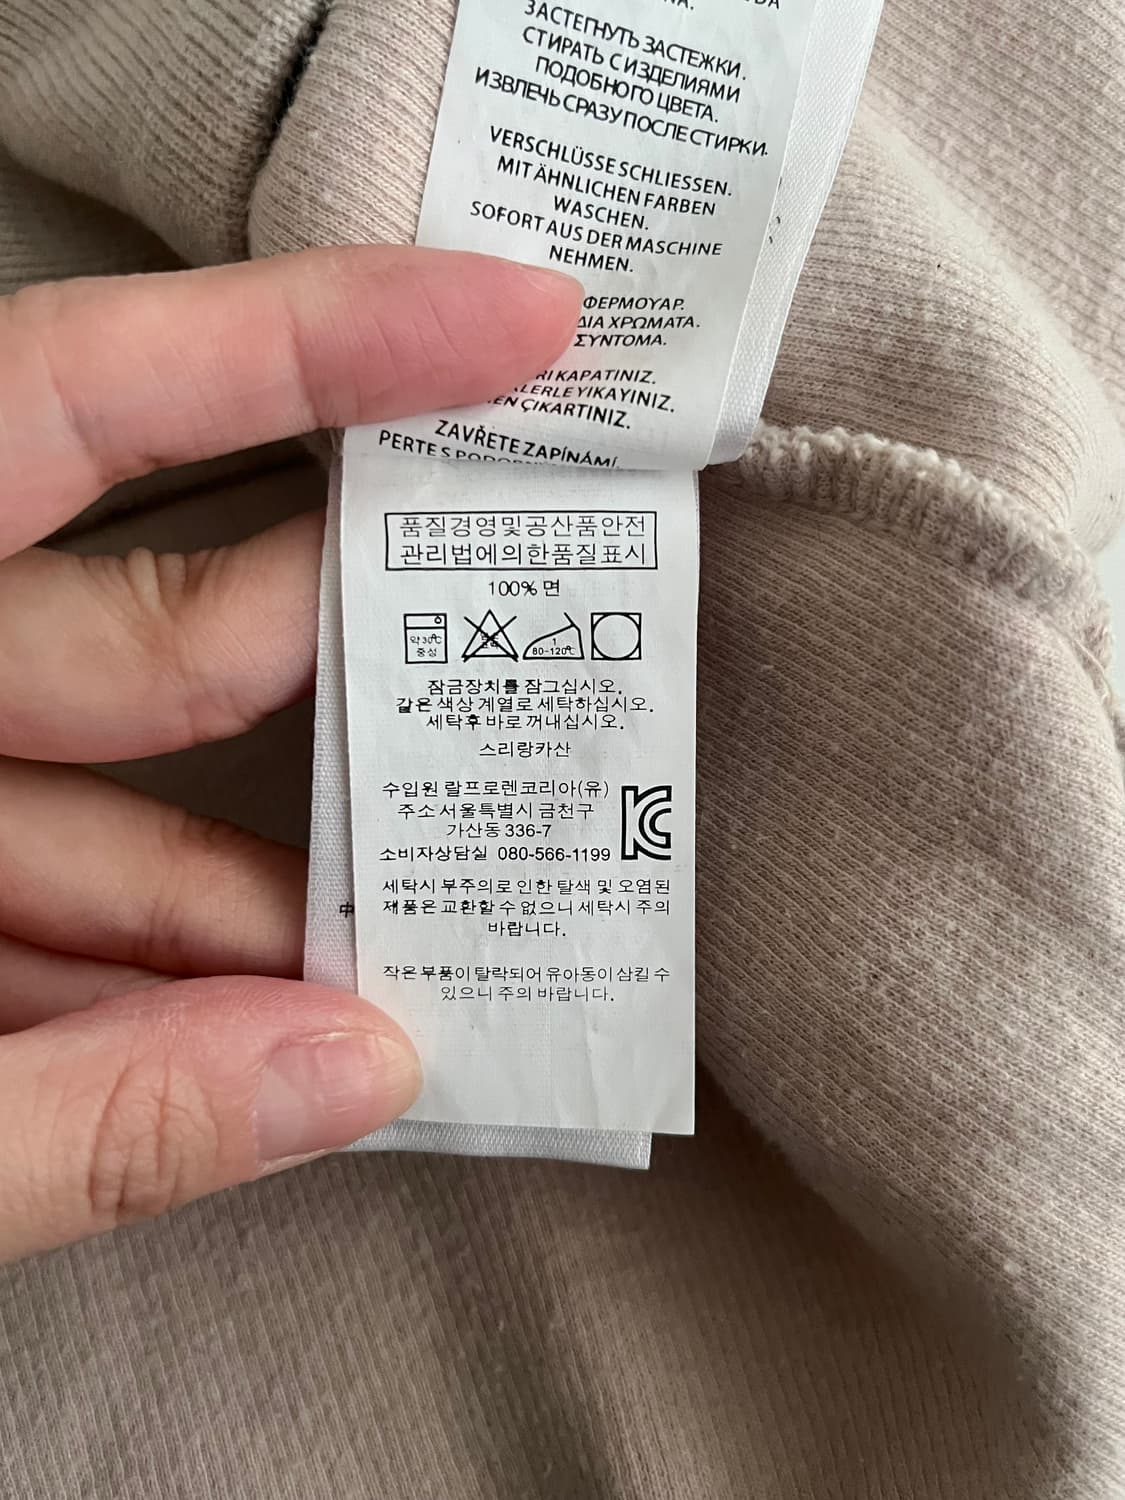 ЗАСТЕГНУТЬ ЗАСТЕЖКИ.
СТИРАТЬ С ИЗДЕЛИЯМИ
ПОДОБНОГО ЦВЕТА.
ИЗВЛЕЧЬ СРАЗУ ПОСЛЕ СТИРКИ.
VERSCHLÜSSE SCHLIESSEN.
MIT ÄHNLICHEN FARBEN
WASCHEN.
SOFORT AUS DER MASCHINE
NEHMEN.
ΦΕΡΜΟΥΑΡ.
ΧΡΩΜΑΤΑ.
ΣΥΝΤΟΜΑ.
KAPATINIZ.
YIKAYINIZ.
ÇIKARTINIZ.
ZAVŘETE ZAPÍNÁMÍ
PERTE S
품질경영및공산품안전
관리법에의한품질표시
100% 면
약30℃
중성
1
80-120℃
잠금장치를 잠그십시오.
같은 색상 계열로 세탁하십시오.
세탁후 바로 꺼내십시오.
스리랑카산
수입원 랄프로렌코리아(유)
주소 서울특별시 금천구
가산동 336-7
소비자상담실 080-566-1199
세탁시 부주의로 인한 탈색 및 오염된
제품은 교환할 수 없으니 세탁시 주의
바랍니다.
작은 부품이 탈락되어 유아동이 삼킬 수
있으니 주의 바랍니다.
中